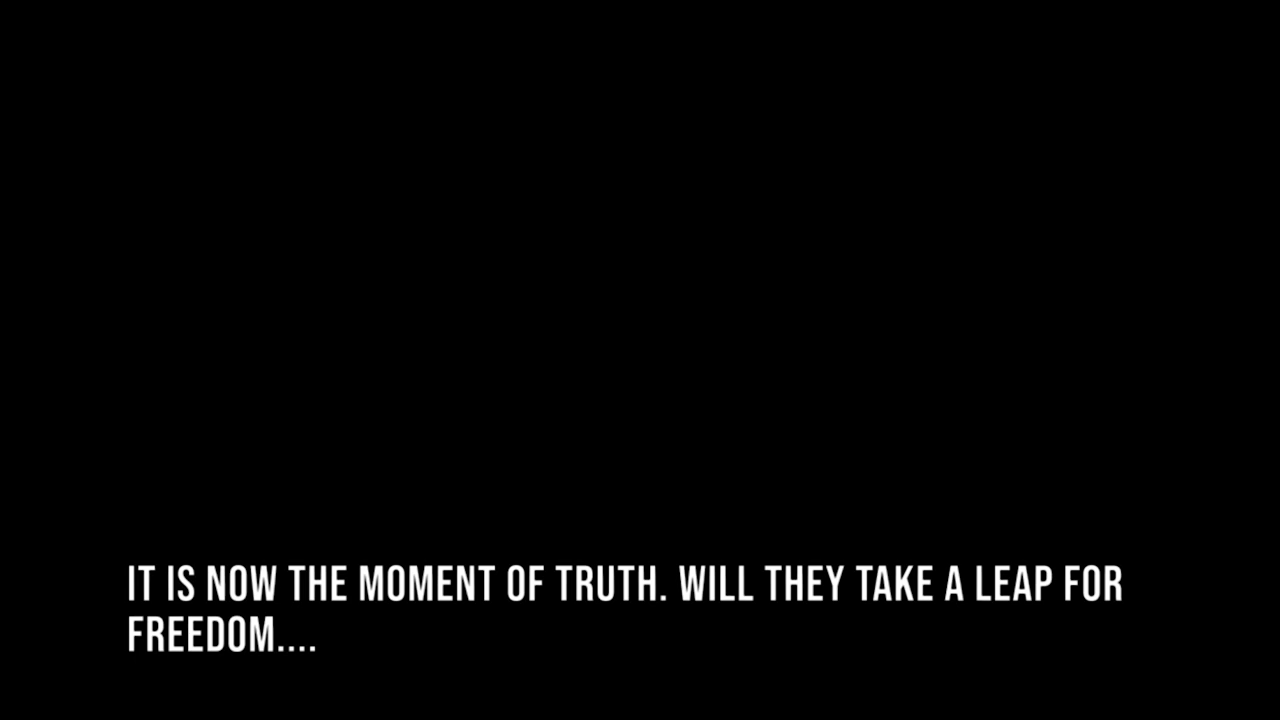 IT IS NOW THE MOMENT OF TRUTH. WILL THEY TAKE A LEAP FOR
FREEDOM....